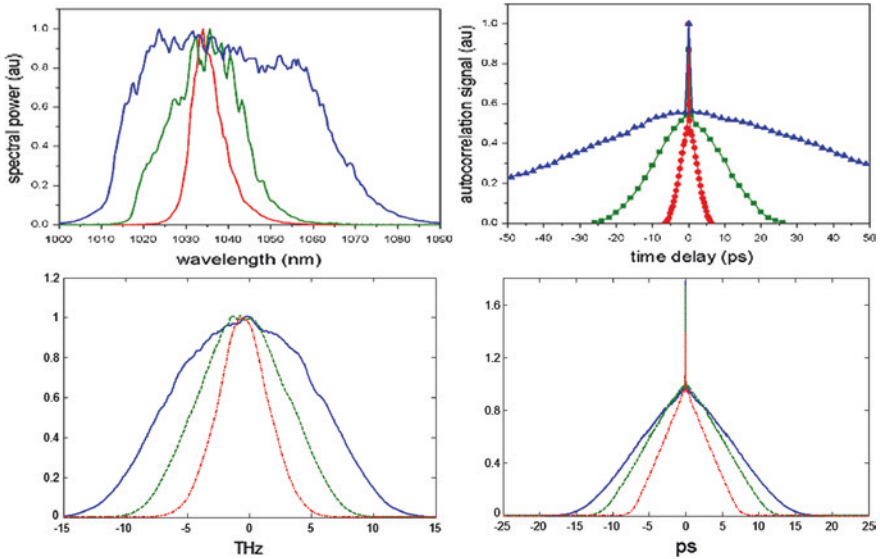 spectral power (au)
1.0
0.8
0.6
0.4
0.2
0.0
1000 1010 1020 1030 1040 1050 1060 1070 1080 1090
wavelength (nm)
autocorrelation signal (au)
1.0
0.8
0.6
0.4
0.2
0.0
-50 -40 -30 -20 -10 0 10 20 30 40 50
time delay (ps)
1.2
1
0.8
0.6
0.4
0.2
0
-15 -10 -5 0 5 10 15
THz
1.6
1.2
0.8
0.4
-25 -20 -15 -10 -5 0 5 10 15 20 25
ps